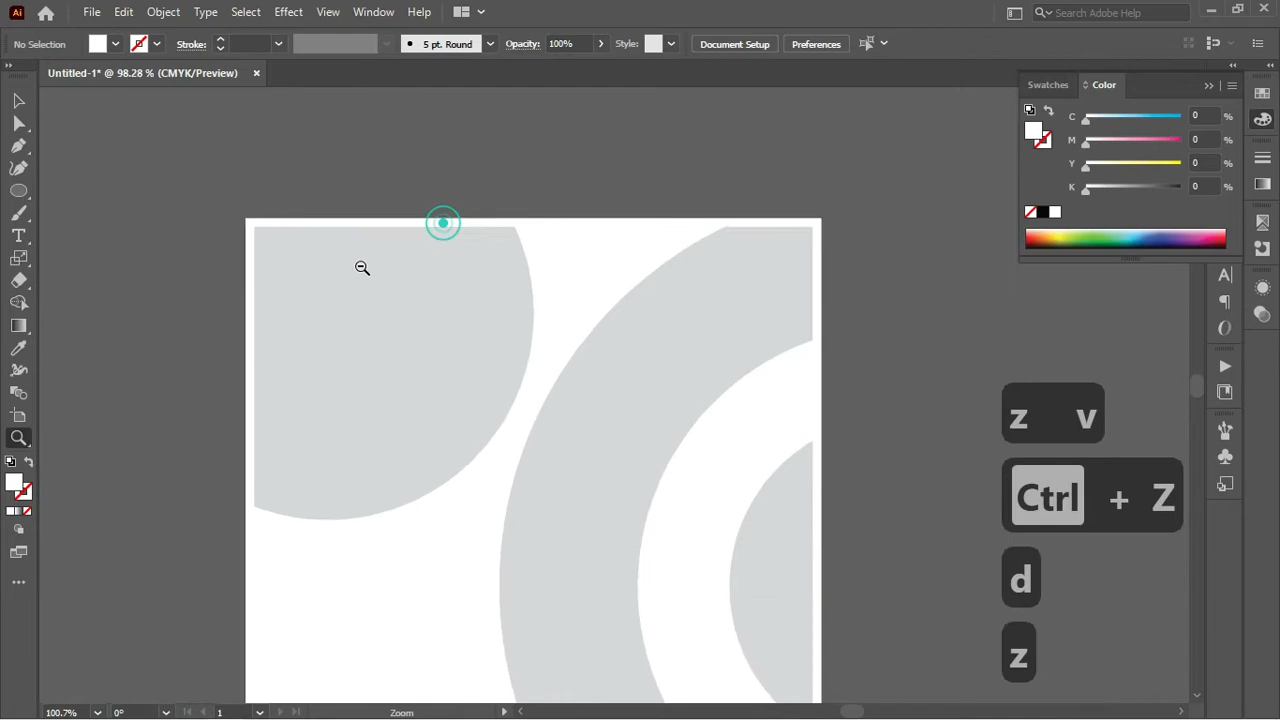 Ai File Edit Object Type Select Effect View Window Help Search Adobe Help
No Selection Stroke: 5 pt. Round Opacity: 100% Style: Document Setup Preferences
Untitled-1* @ 98.28 % (CMYK/Preview)
Swatches Color
C 0 %
M 0 %
Y 0 %
K 0 %
z v
Ctrl + Z
d
z
100.7% 0° 1 Zoom